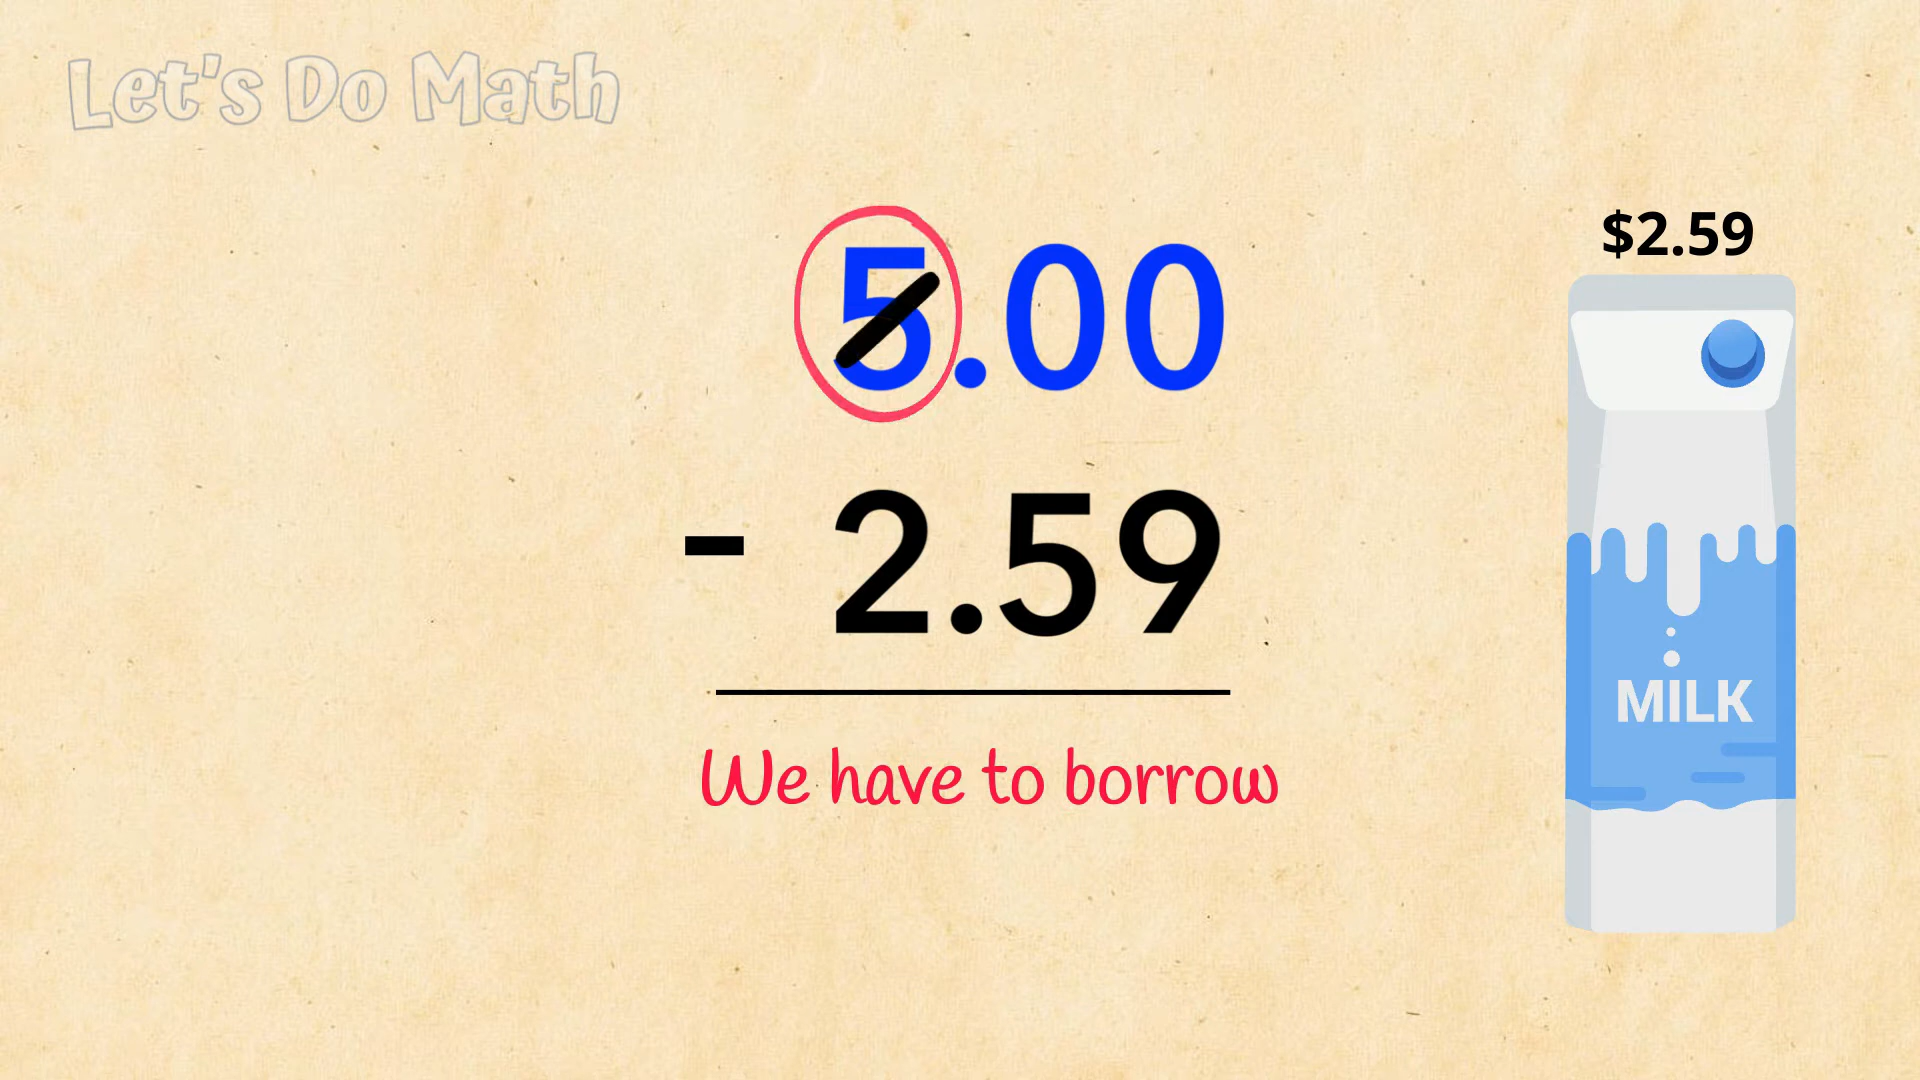 Let's Do Math
5.00
$2.59
- 2.59
We have to borrow
MILK